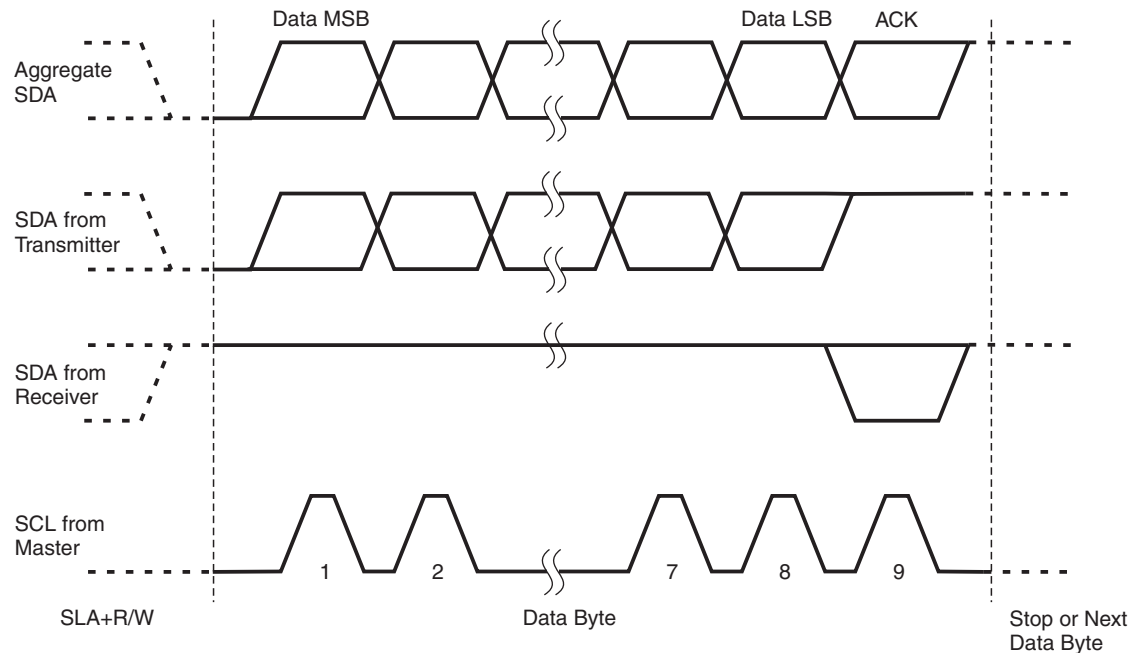 Data MSB
Data LSB
ACK
Aggregate
SDA
SDA from
Transmitter
SDA from
Receiver
SCL from
Master
1
2
7
8
9
SLA+R/W
Data Byte
Stop or Next
Data Byte